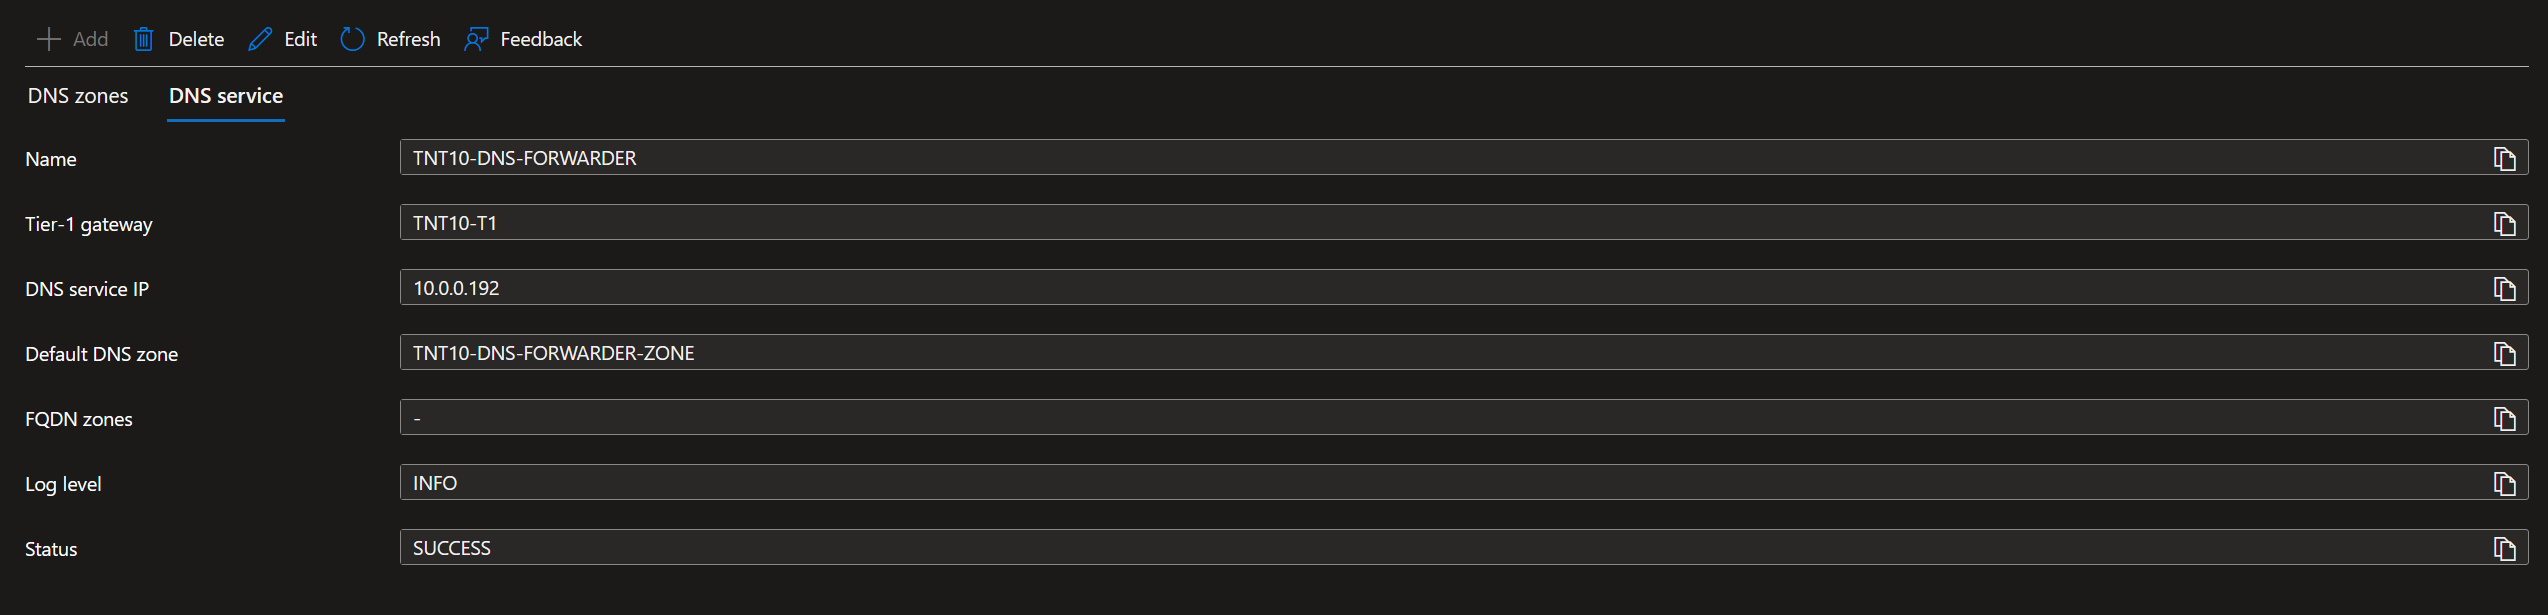 Add Delete Edit Refresh Feedback
DNS zones DNS service
Name TNT10-DNS-FORWARDER
Tier-1 gateway TNT10-T1
DNS service IP 10.0.0.192
Default DNS zone TNT10-DNS-FORWARDER-ZONE
FQDN zones -
Log level INFO
Status SUCCESS